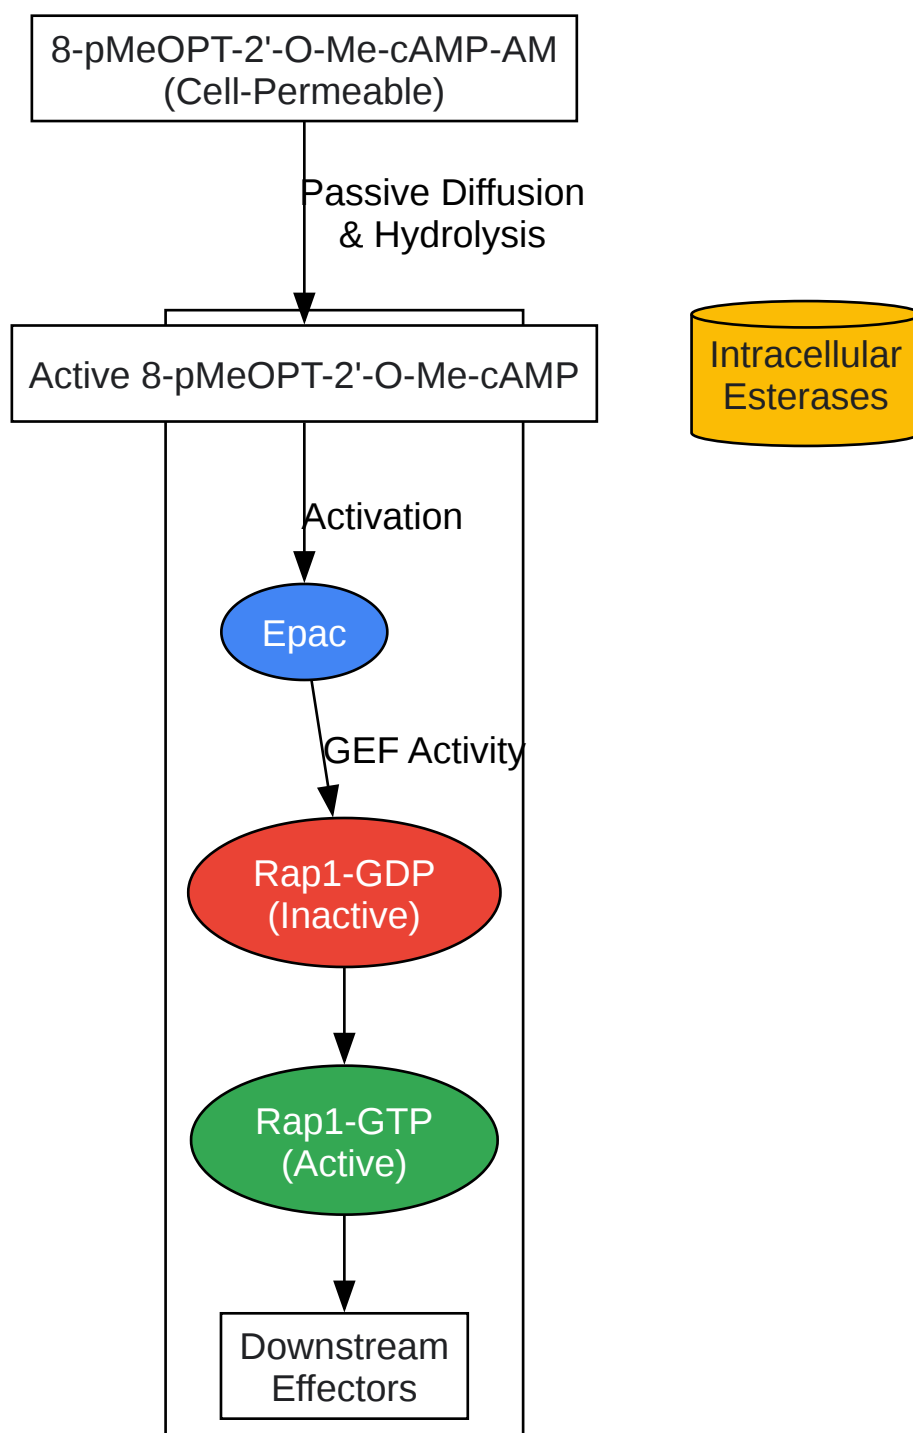 8-pMeOPT-2'-O-Me-cAMP-AM
(Cell-Permeable)
Passive Diffusion
& Hydrolysis
Active 8-pMeOPT-2'-O-Me-cAMP
Intracellular
Esterases
Activation
Epac
GEF Activity
Rap1-GDP
(Inactive)
Rap1-GTP
(Active)
Downstream
Effectors